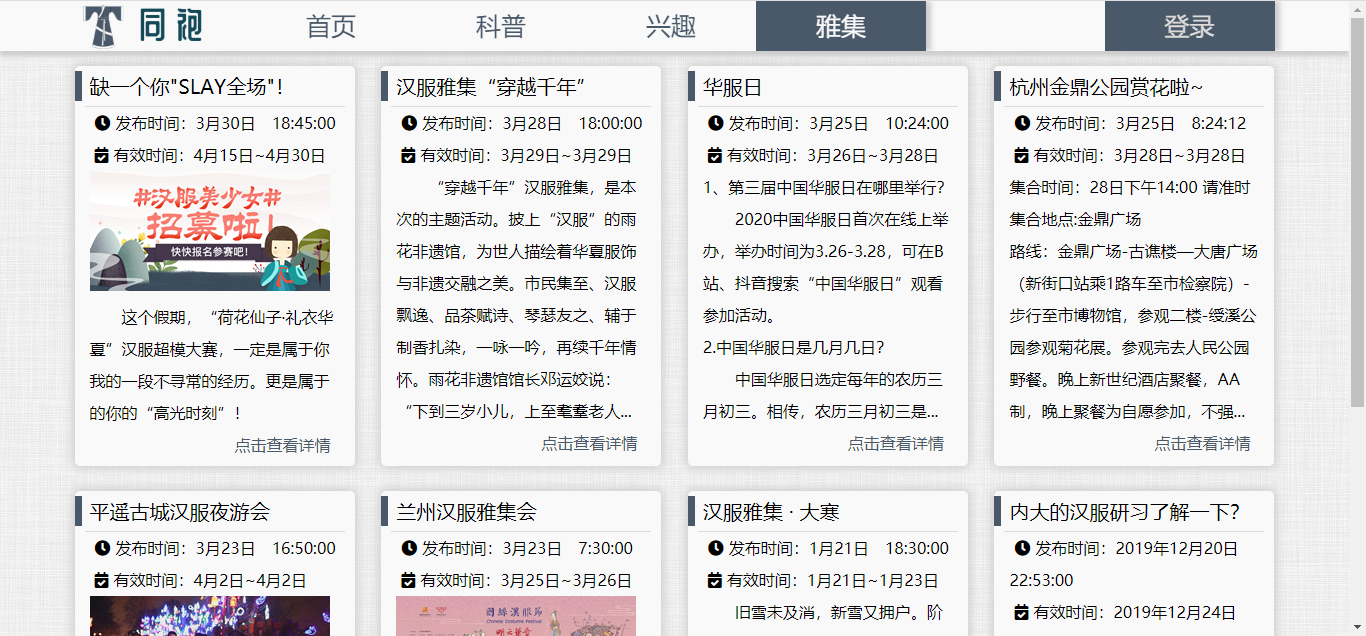 同袍
首页
科普
兴趣
雅集
登录
缺一个你"SLAY全场"！
发布时间：3月30日 18:45:00
有效时间：4月15日~4月30日
#汉服美少女#
招募啦！
快快报名参赛吧！
这个假期，“荷花仙子·礼衣华
夏”汉服超模大赛，一定是属于你
我的一段不寻常的经历。更是属于
的你的“高光时刻”！
点击查看详情
汉服雅集“穿越千年”
发布时间：3月28日 18:00:00
有效时间：3月29日~3月29日
“穿越千年”汉服雅集，是本
次的主题活动。披上“汉服”的雨
花非遗馆，为世人描绘着华夏服饰
与非遗交融之美。市民集至、汉服
飘逸、品茶赋诗、琴瑟友之、辅于
制香扎染，一咏一吟，再续千年情
怀。雨花非遗馆馆长邓运姣说：
“下到三岁小儿，上至耄耋老人...
点击查看详情
华服日
发布时间：3月25日 10:24:00
有效时间：3月26日~3月28日
1、第三届中国华服日在哪里举行?
2020中国华服日首次在线上举
办，举办时间为3.26-3.28，可在B
站、抖音搜索“中国华服日”观看
参加活动。
2.中国华服日是几月几日?
中国华服日选定每年的农历三
月初三。相传，农历三月初三是...
点击查看详情
杭州金鼎公园赏花啦~
发布时间：3月25日 8:24:12
有效时间：3月28日~3月28日
集合时间：28日下午14:00 请准时
集合地点:金鼎广场
路线：金鼎广场-古谯楼—大唐广场
（新街口站乘1路车至市检察院）-
步行至市博物馆，参观二楼-绶溪公
园参观菊花展。参观完去人民公园
野餐。晚上新世纪酒店聚餐，AA
制，晚上聚餐为自愿参加，不强...
点击查看详情
平遥古城汉服夜游会
发布时间：3月23日 16:50:00
有效时间：4月2日~4月2日
兰州汉服雅集会
发布时间：3月23日 7:30:00
有效时间：3月25日~3月26日
国丝汉服节
Chinese Costume Festival
汉服雅集 · 大寒
发布时间：1月21日 18:30:00
有效时间：1月21日~1月23日
旧雪未及消，新雪又拥户。阶
内大的汉服研习了解一下?
发布时间：2019年12月20日
22:53:00
有效时间：2019年12月24日